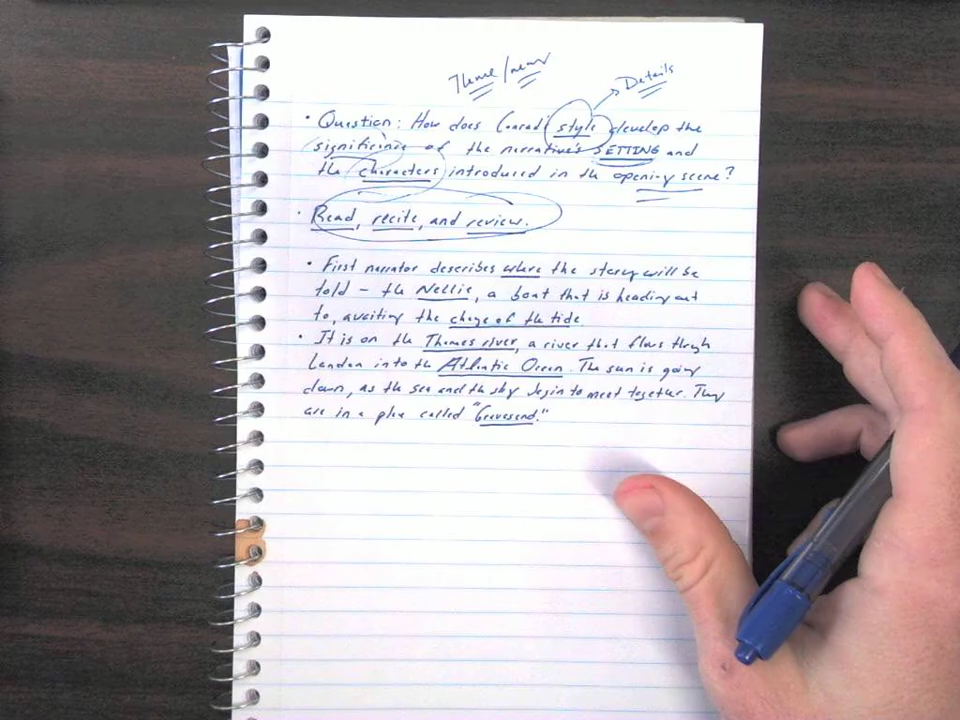 Theme /
Details
• Question: How does Conrad's style develop the
significance of the narrative's SETTING and
the characters introduced in the opening scene?
• Read, recite, and review.
• First narrator describes where the story will be
told - the Nellie, a boat that is heading out
to, awaiting the change of the tide.
• It is on the Thames river, a river that flows through
London into the Atlantic Ocean. The sun is going
down, as the sea and the sky begin to meet together. They
are in a place called "Gravesend."